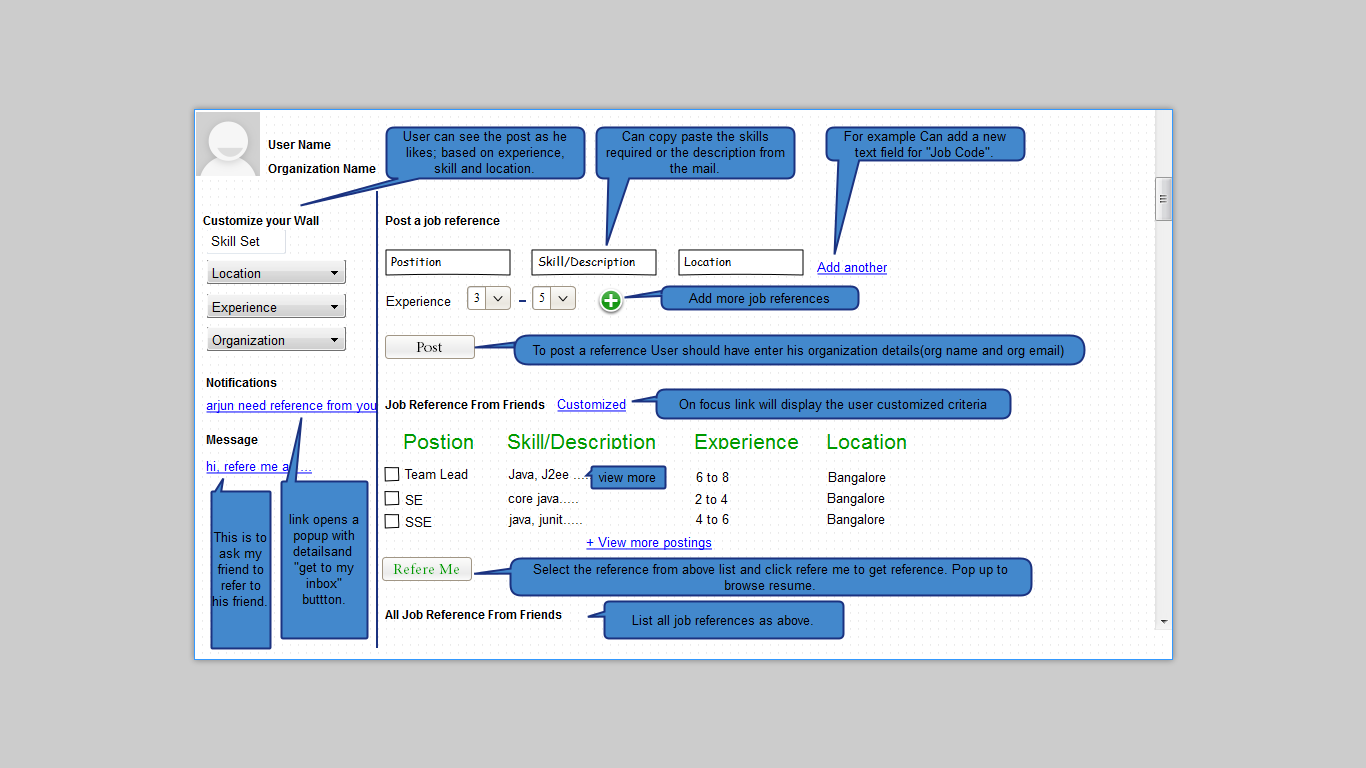 User Name
Organization Name
User can see the post as he
likes; based on experience,
skill and location.
Can copy paste the skills
required or the description from
the mail.
For example Can add a new
text field for "Job Code".
Customize your Wall
Skill Set
Location
Experience
Organization
Notifications
arjun need reference from you
Message
hi, refere me a
....
This is to
ask my
friend to
refer to
his friend.
link opens a
popup with
detailsand
"get to my
inbox"
buttton.
Post a job reference
Postition
Skill/Description
Location
Add another
Experience
3
–
5
Add more job references
Post
To post a referrence User should have enter his organization details(org name and org email)
Job Reference From Friends
Customized
On focus link will display the user customized criteria
Postion Skill/Description Experience Location
Team Lead Java, J2ee ..... 6 to 8 Bangalore
view more
SE core java..... 2 to 4 Bangalore
SSE java, junit..... 4 to 6 Bangalore
+ View more postings
Refere Me
Select the reference from above list and click refere me to get reference. Pop up to
browse resume.
All Job Reference From Friends
List all job references as above.